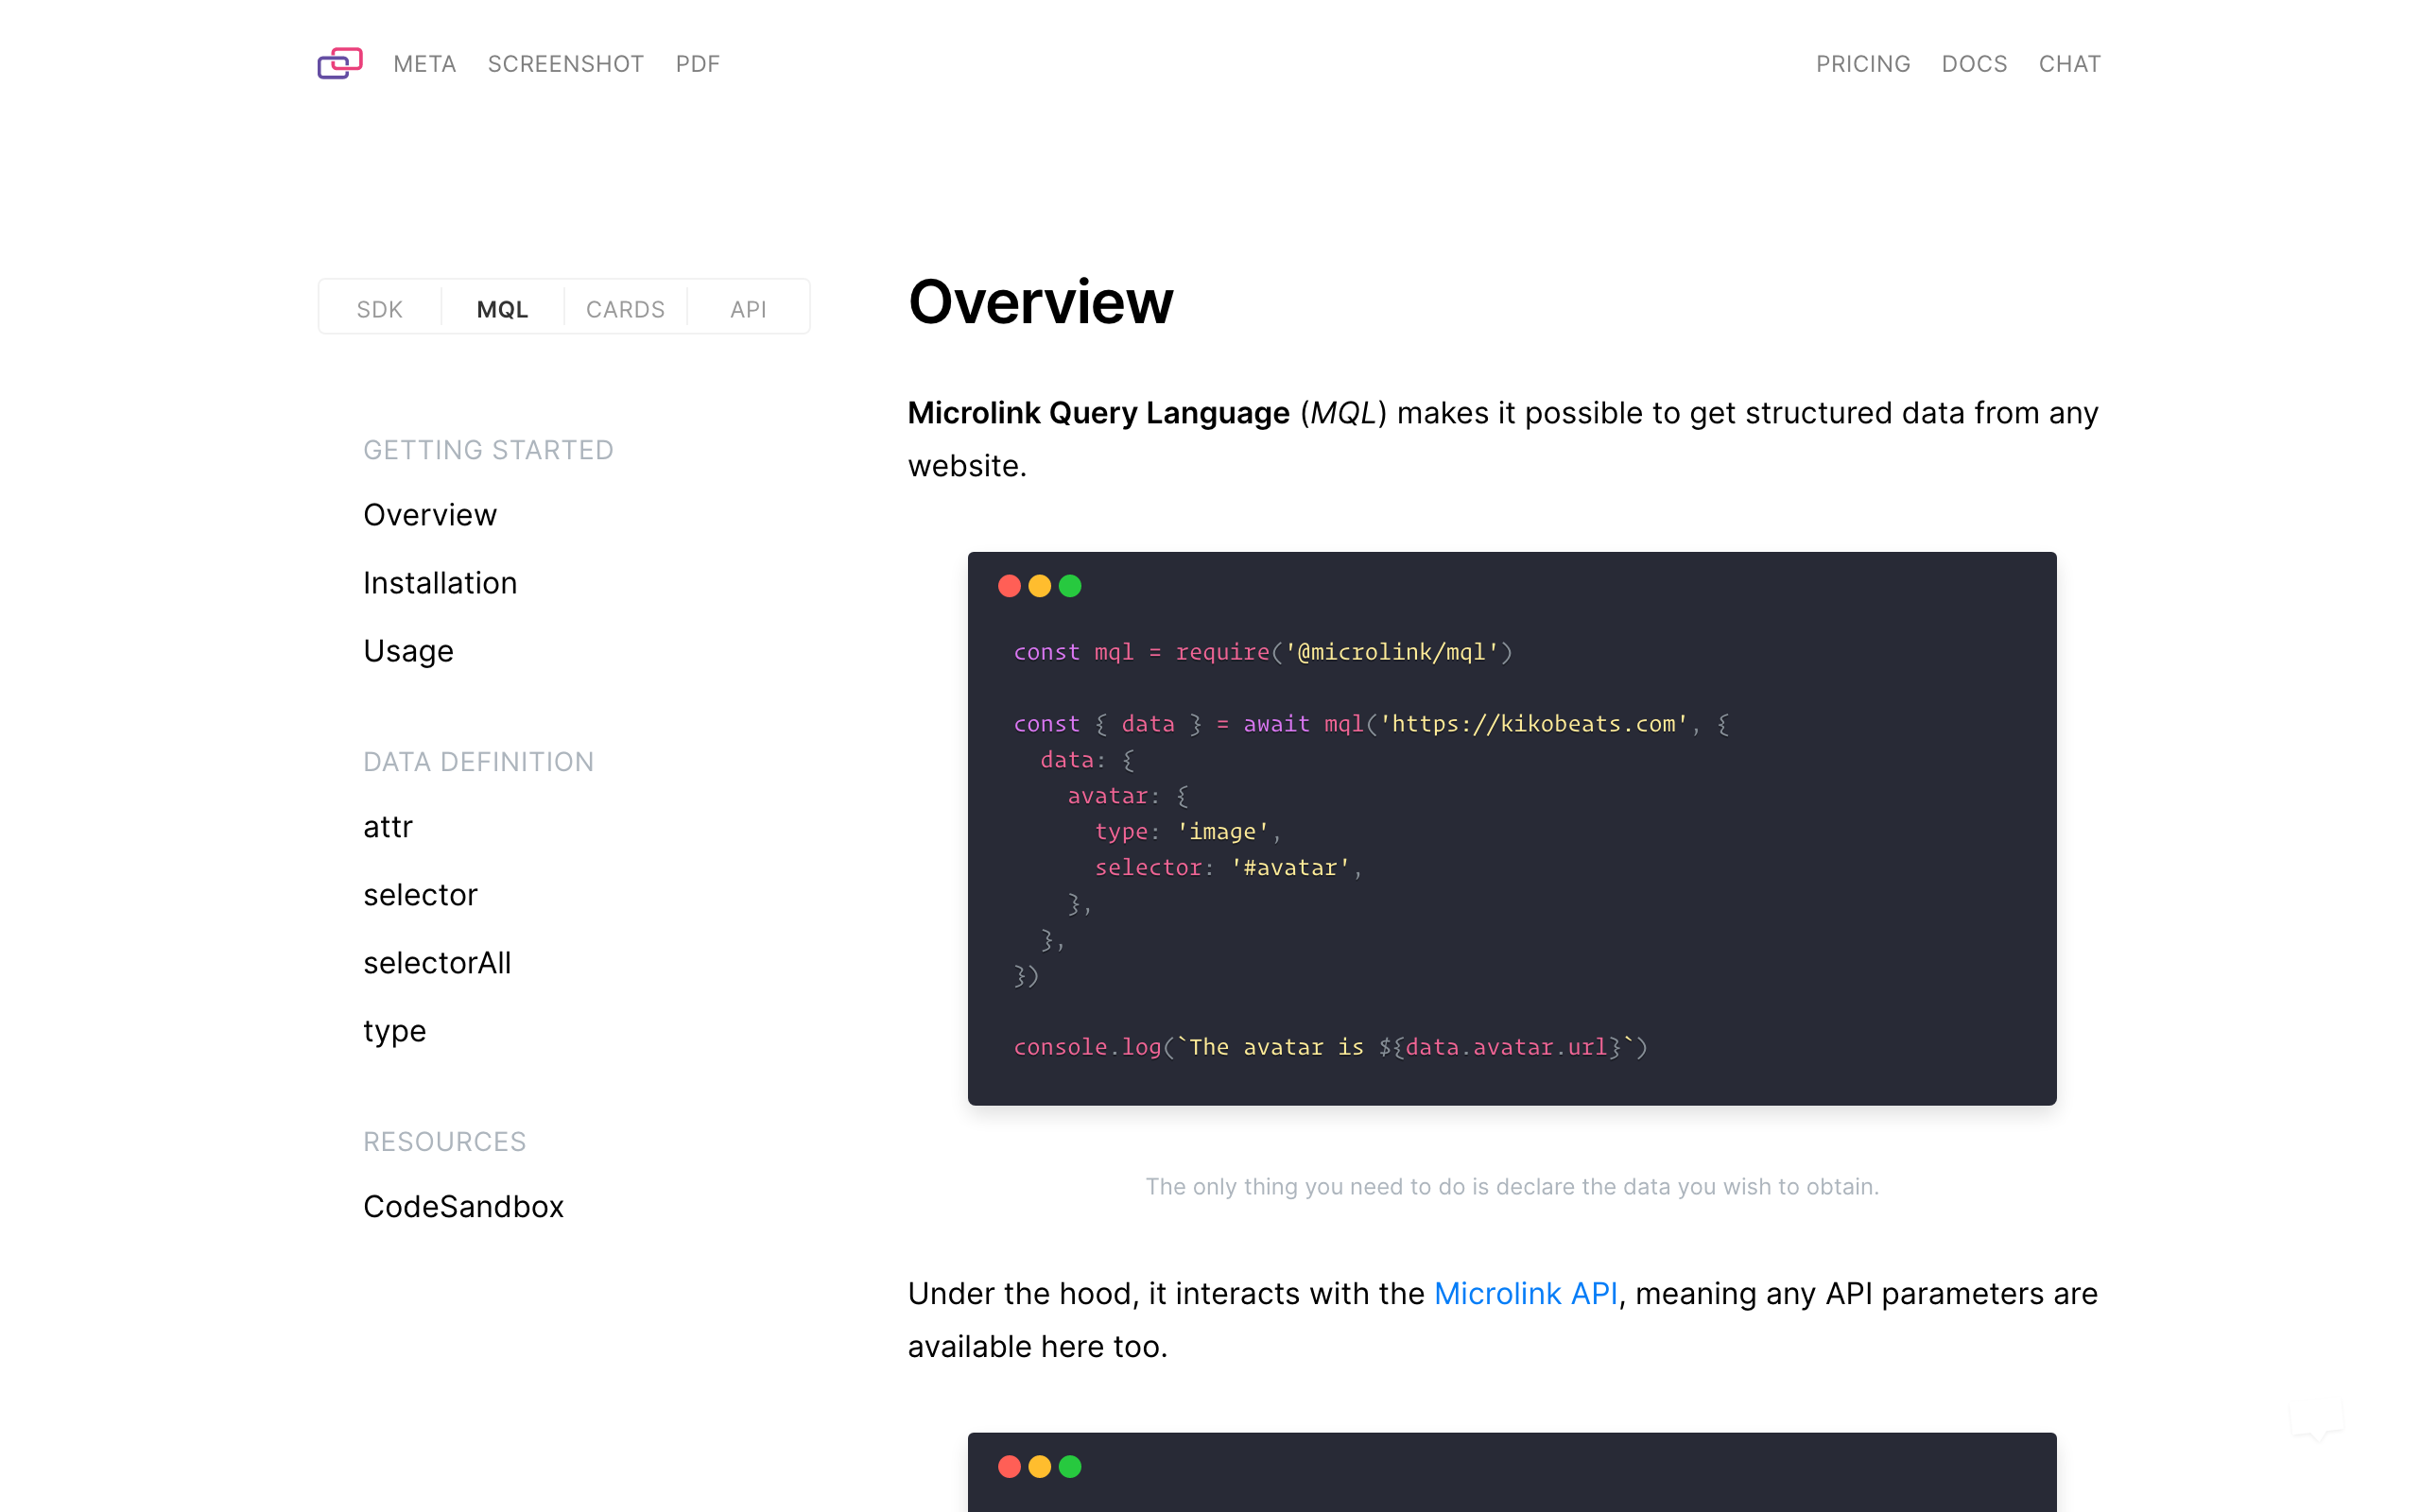 META SCREENSHOT PDF PRICING DOCS CHAT
SDK MQL CARDS API
GETTING STARTED
Overview
Installation
Usage
DATA DEFINITION
attr
selector
selectorAll
type
RESOURCES
CodeSandbox
Overview
Microlink Query Language (MQL) makes it possible to get structured data from any
website.
const mql = require('@microlink/mql')
const { data } = await mql('https://kikobeats.com', {
  data: {
    avatar: {
      type: 'image',
      selector: '#avatar',
    },
  },
})
console.log(`The avatar is ${data.avatar.url}`)
The only thing you need to do is declare the data you wish to obtain.
Under the hood, it interacts with the Microlink API, meaning any API parameters are
available here too.